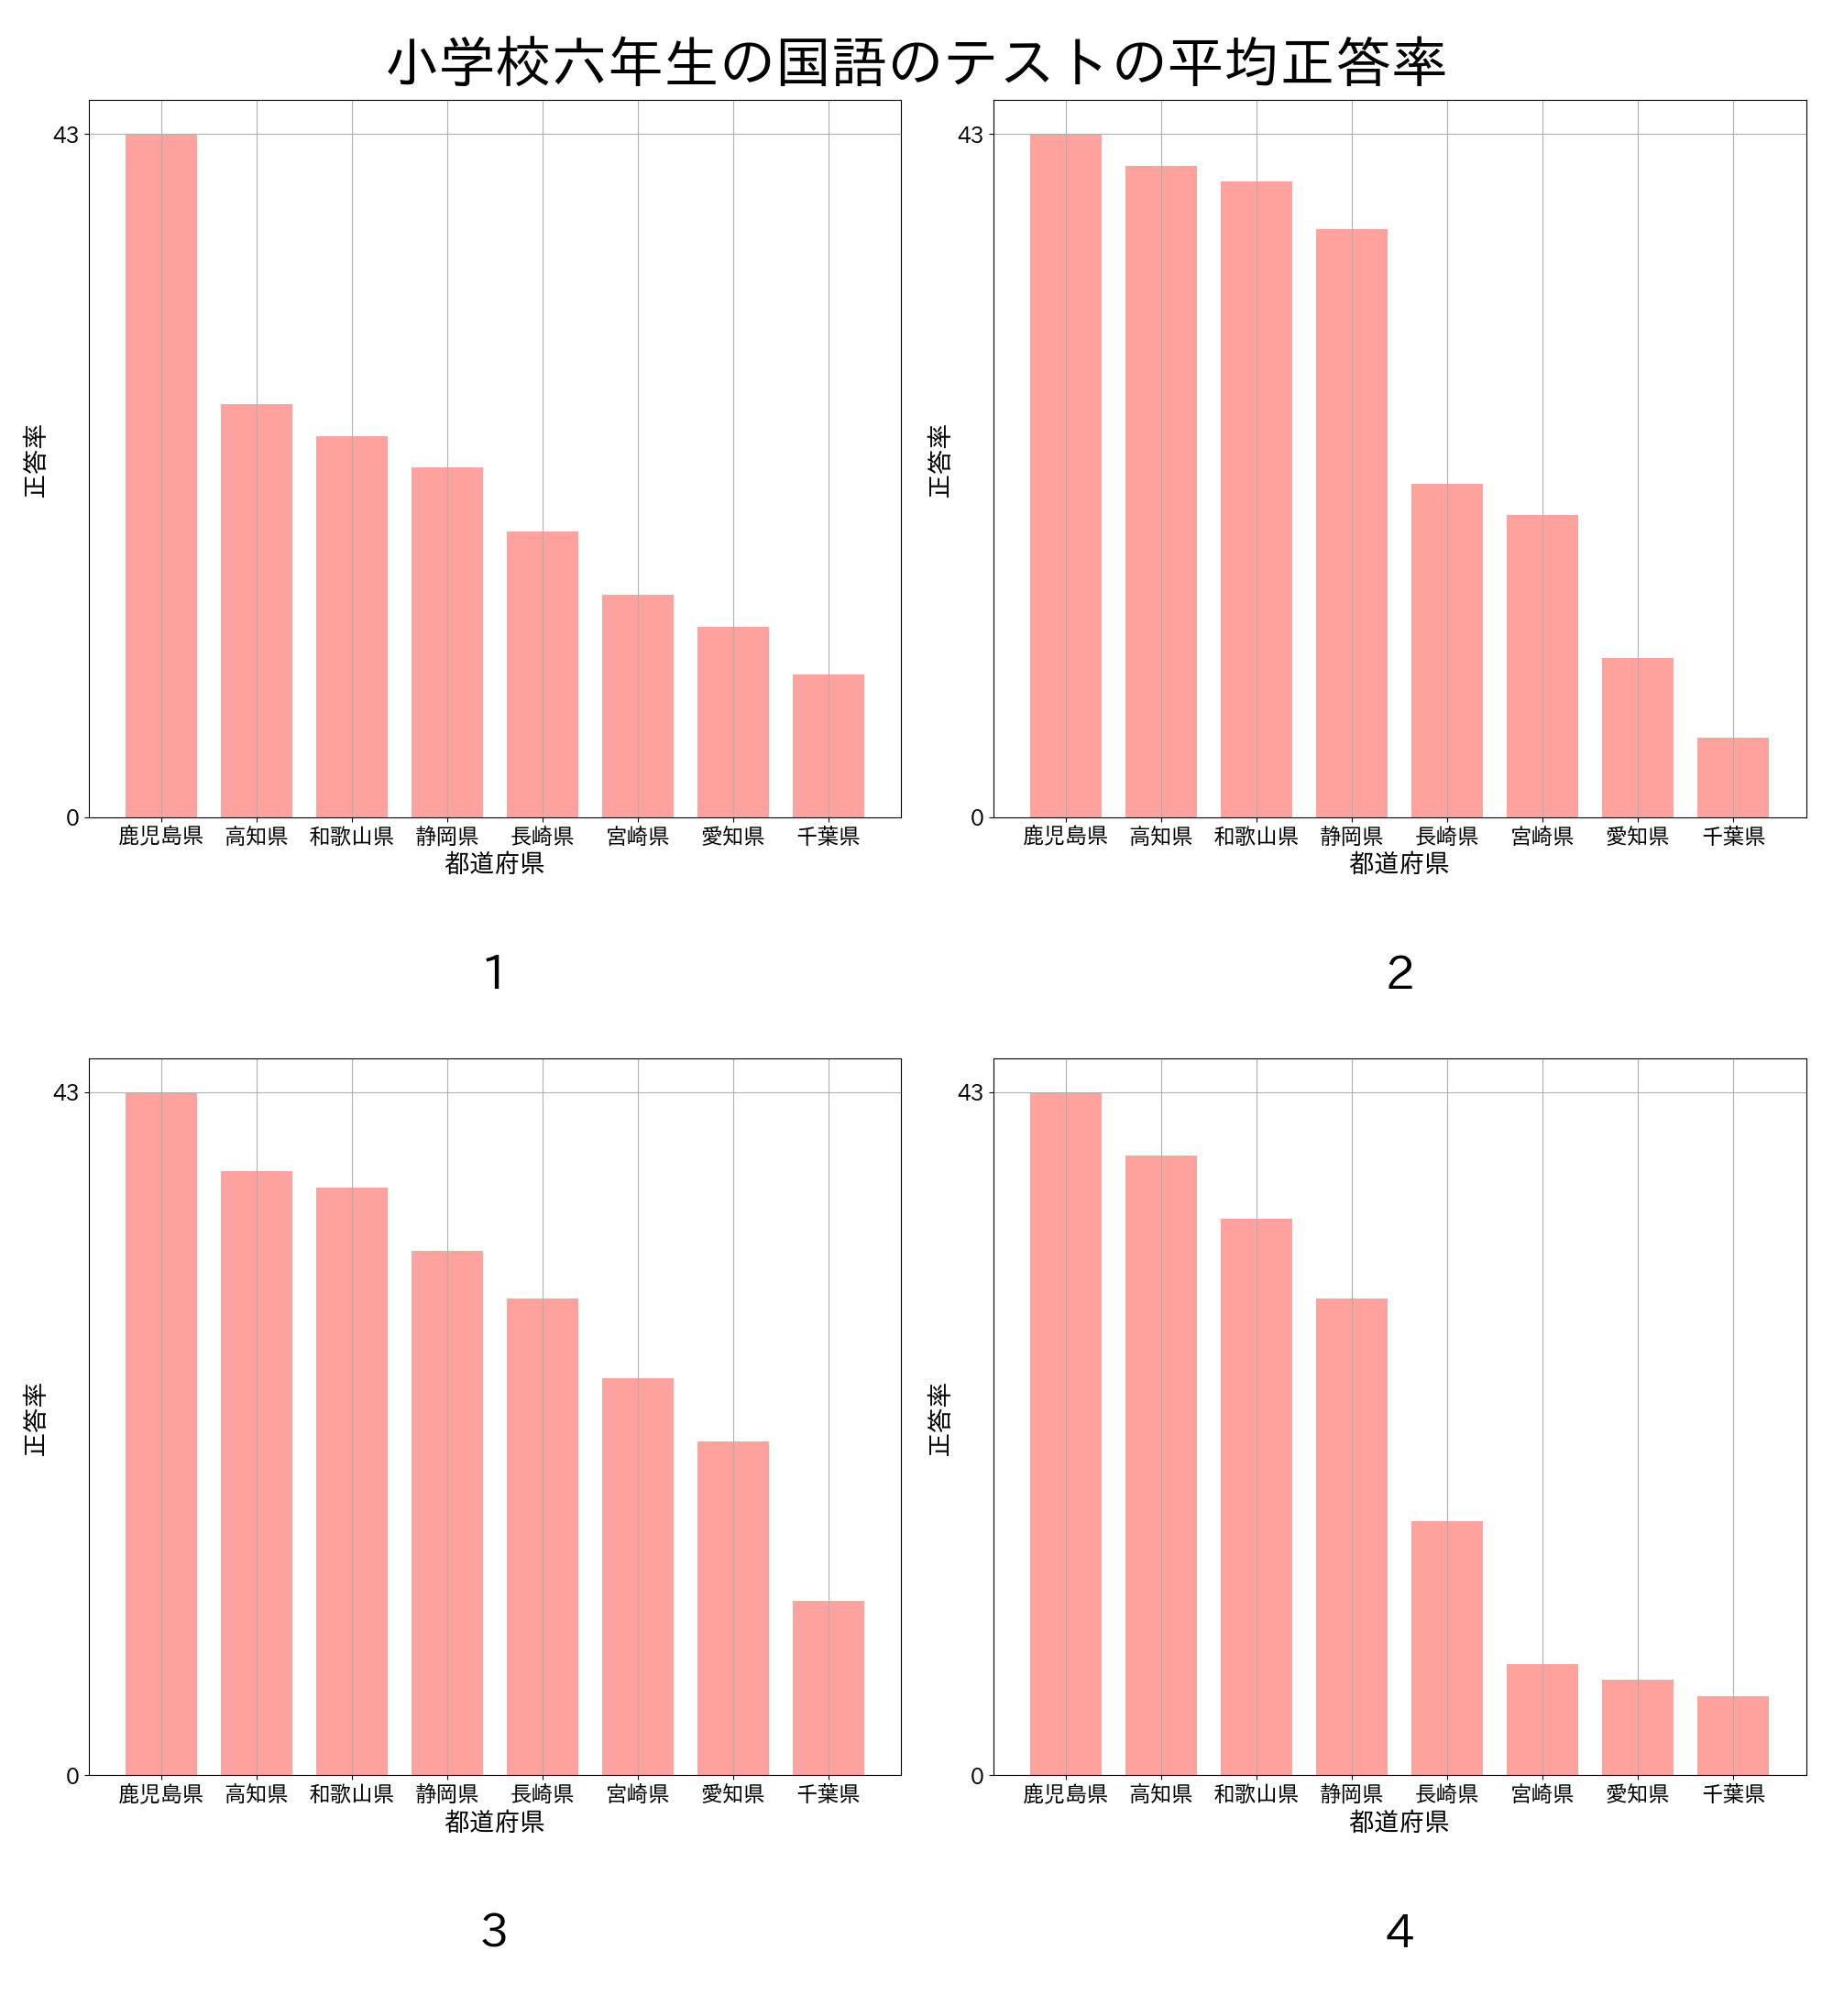 小学校六年生の国語のテストの平均正答率
43
0
正答率
鹿児島県 高知県 和歌山県 静岡県 長崎県 宮崎県 愛知県 千葉県
都道府県
1
43
0
正答率
鹿児島県 高知県 和歌山県 静岡県 長崎県 宮崎県 愛知県 千葉県
都道府県
2
43
0
正答率
鹿児島県 高知県 和歌山県 静岡県 長崎県 宮崎県 愛知県 千葉県
都道府県
3
43
0
正答率
鹿児島県 高知県 和歌山県 静岡県 長崎県 宮崎県 愛知県 千葉県
都道府県
4